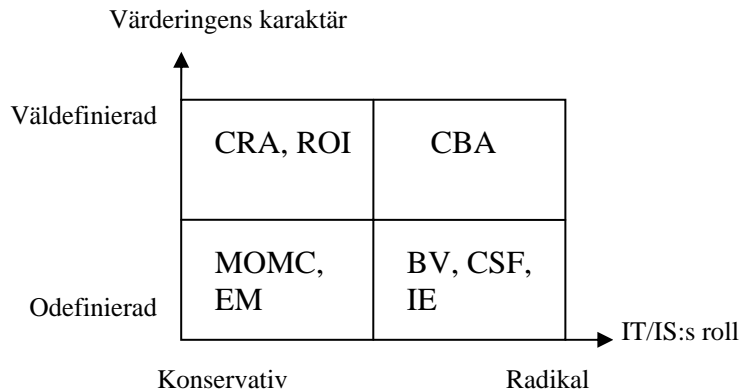 Värderingens karaktär
Väldefinierad
CRA, ROI
CBA
MOMC,
EM
BV, CSF,
IE
Odefinierad
IT/IS:s roll
Konservativ
Radikal